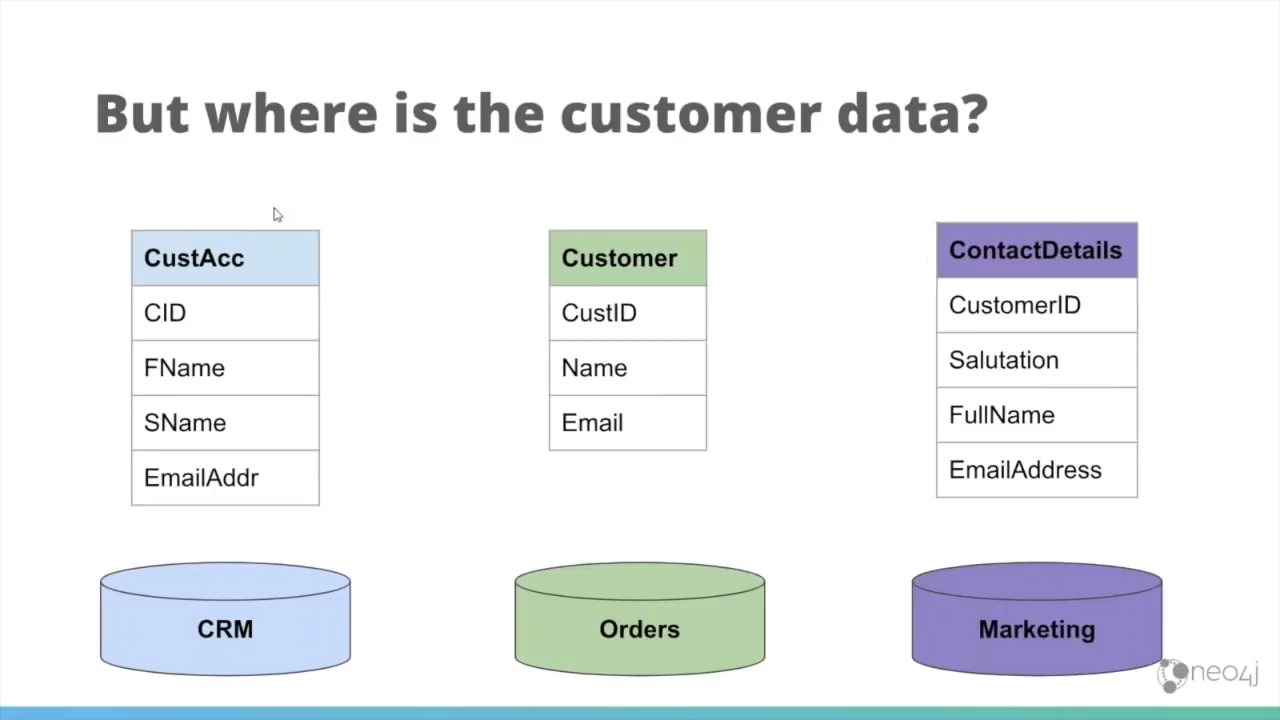 But where is the customer data?
CustAcc
CID
FName
SName
EmailAddr
Customer
CustID
Name
Email
ContactDetails
CustomerID
Salutation
FullName
EmailAddress
CRM
Orders
Marketing
neo4j